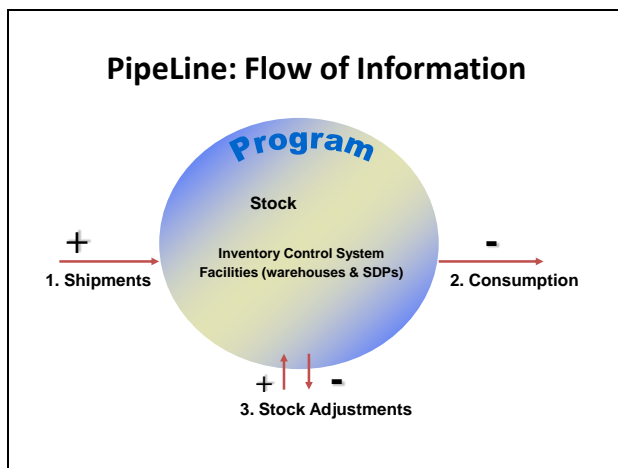 PipeLine: Flow of Information
Program
Stock
+
-
Inventory Control System
Facilities (warehouses & SDPs)
1. Shipments
2. Consumption
+
-
3. Stock Adjustments